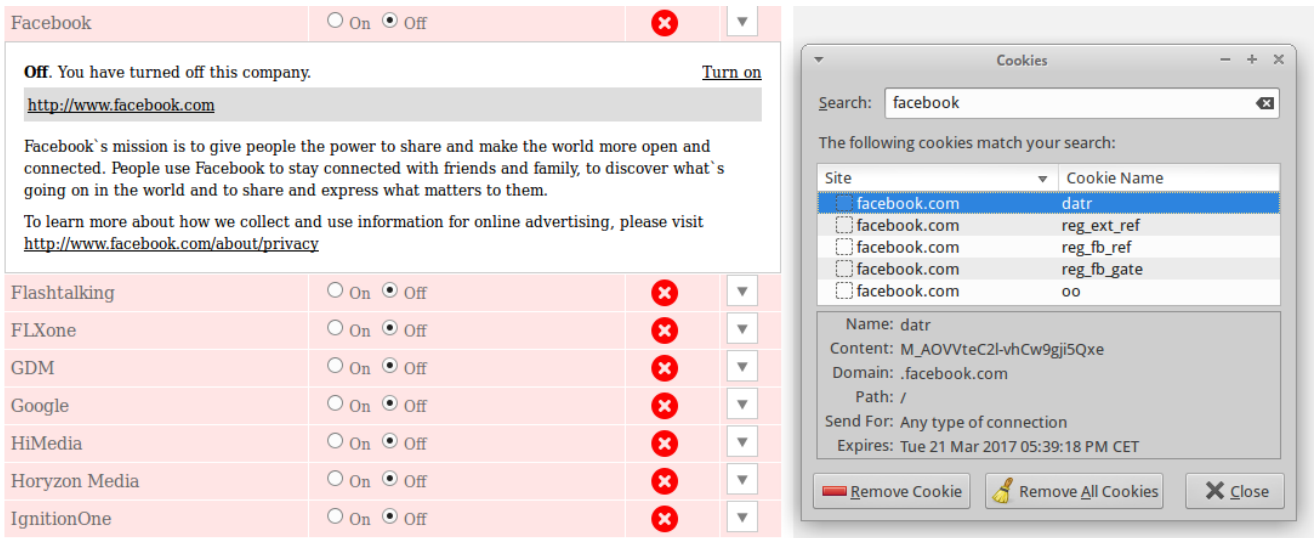 Facebook On Off
Off. You have turned off this company. Turn on
http://www.facebook.com
Facebook`s mission is to give people the power to share and make the world more open and
connected. People use Facebook to stay connected with friends and family, to discover what`s
going on in the world and to share and express what matters to them.
To learn more about how we collect and use information for online advertising, please visit
http://www.facebook.com/about/privacy
Flashtalking On Off
FLXone On Off
GDM On Off
Google On Off
HiMedia On Off
Horyzon Media On Off
IgnitionOne On Off
Cookies
Search: facebook
The following cookies match your search:
Site Cookie Name
facebook.com datr
facebook.com reg_ext_ref
facebook.com reg_fb_ref
facebook.com reg_fb_gate
facebook.com oo
Name: datr
Content: M_AOVVteC2l-vhCw9gji5Qxe
Domain: .facebook.com
Path: /
Send For: Any type of connection
Expires: Tue 21 Mar 2017 05:39:18 PM CET
Remove Cookie Remove All Cookies Close